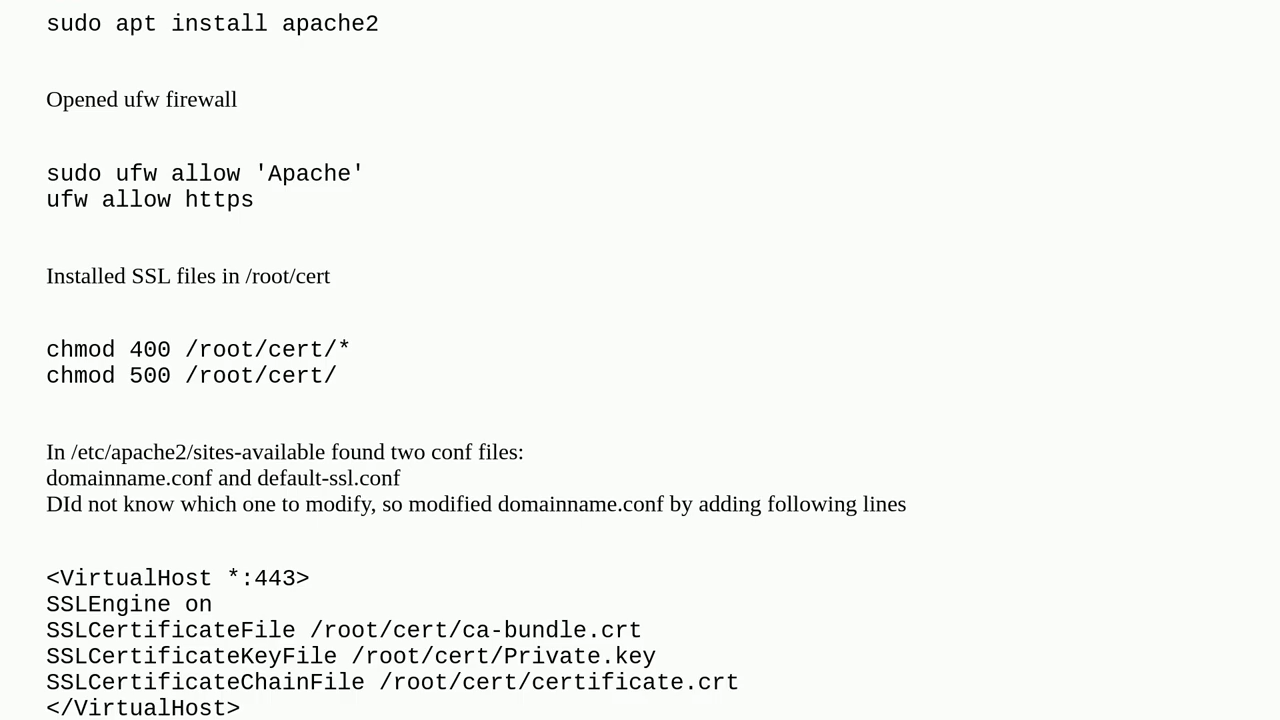 sudo apt install apache2
Opened ufw firewall
sudo ufw allow 'Apache'
ufw allow https
Installed SSL files in /root/cert
chmod 400 /root/cert/*
chmod 500 /root/cert/
In /etc/apache2/sites-available found two conf files:
domainname.conf and default-ssl.conf
DId not know which one to modify, so modified domainname.conf by adding following lines
<VirtualHost *:443>
SSLEngine on
SSLCertificateFile /root/cert/ca-bundle.crt
SSLCertificateKeyFile /root/cert/Private.key
SSLCertificateChainFile /root/cert/certificate.crt
</VirtualHost>